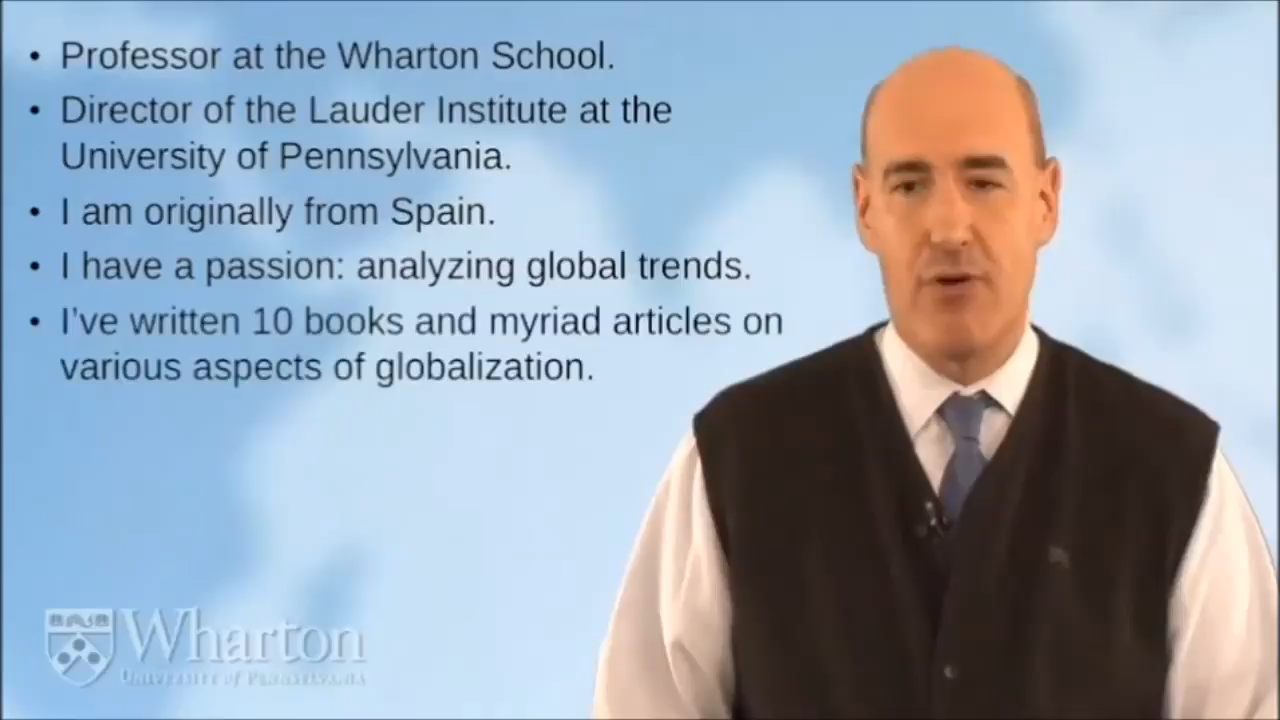 • Professor at the Wharton School.
• Director of the Lauder Institute at the
University of Pennsylvania.
• I am originally from Spain.
• I have a passion: analyzing global trends.
• I've written 10 books and myriad articles on
various aspects of globalization.
Wharton
UNIVERSITY of PENNSYLVANIA